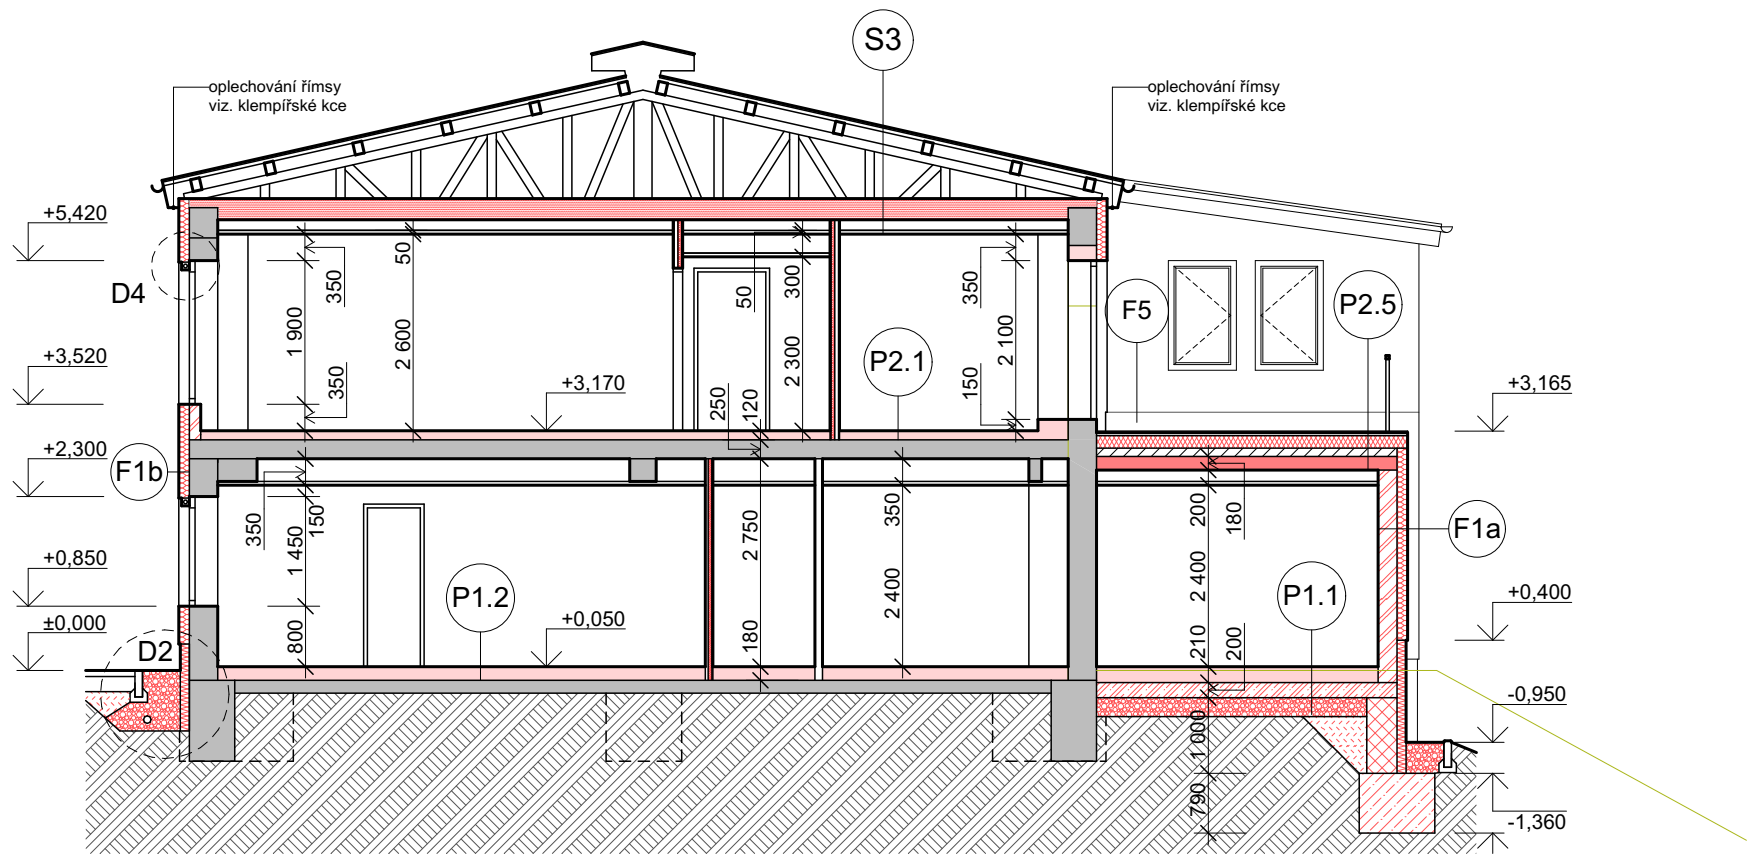 S3
oplechování římsy
viz. klempířské kce
oplechování římsy
viz. klempířské kce
+5,420
D4
+3,520
+2,300
F1b
+0,850
±0,000
D2
350
1 900
350
50
2 600
50
300
2 300
350
2 100
150
250
120
+3,170
P2.1
F5
P2.5
+3,165
350
150
1 450
800
P1.2
+0,050
2 750
180
350
2 400
200
180
2 400
210
200
F1a
P1.1
+0,400
-0,950
1 000
790
-1,360